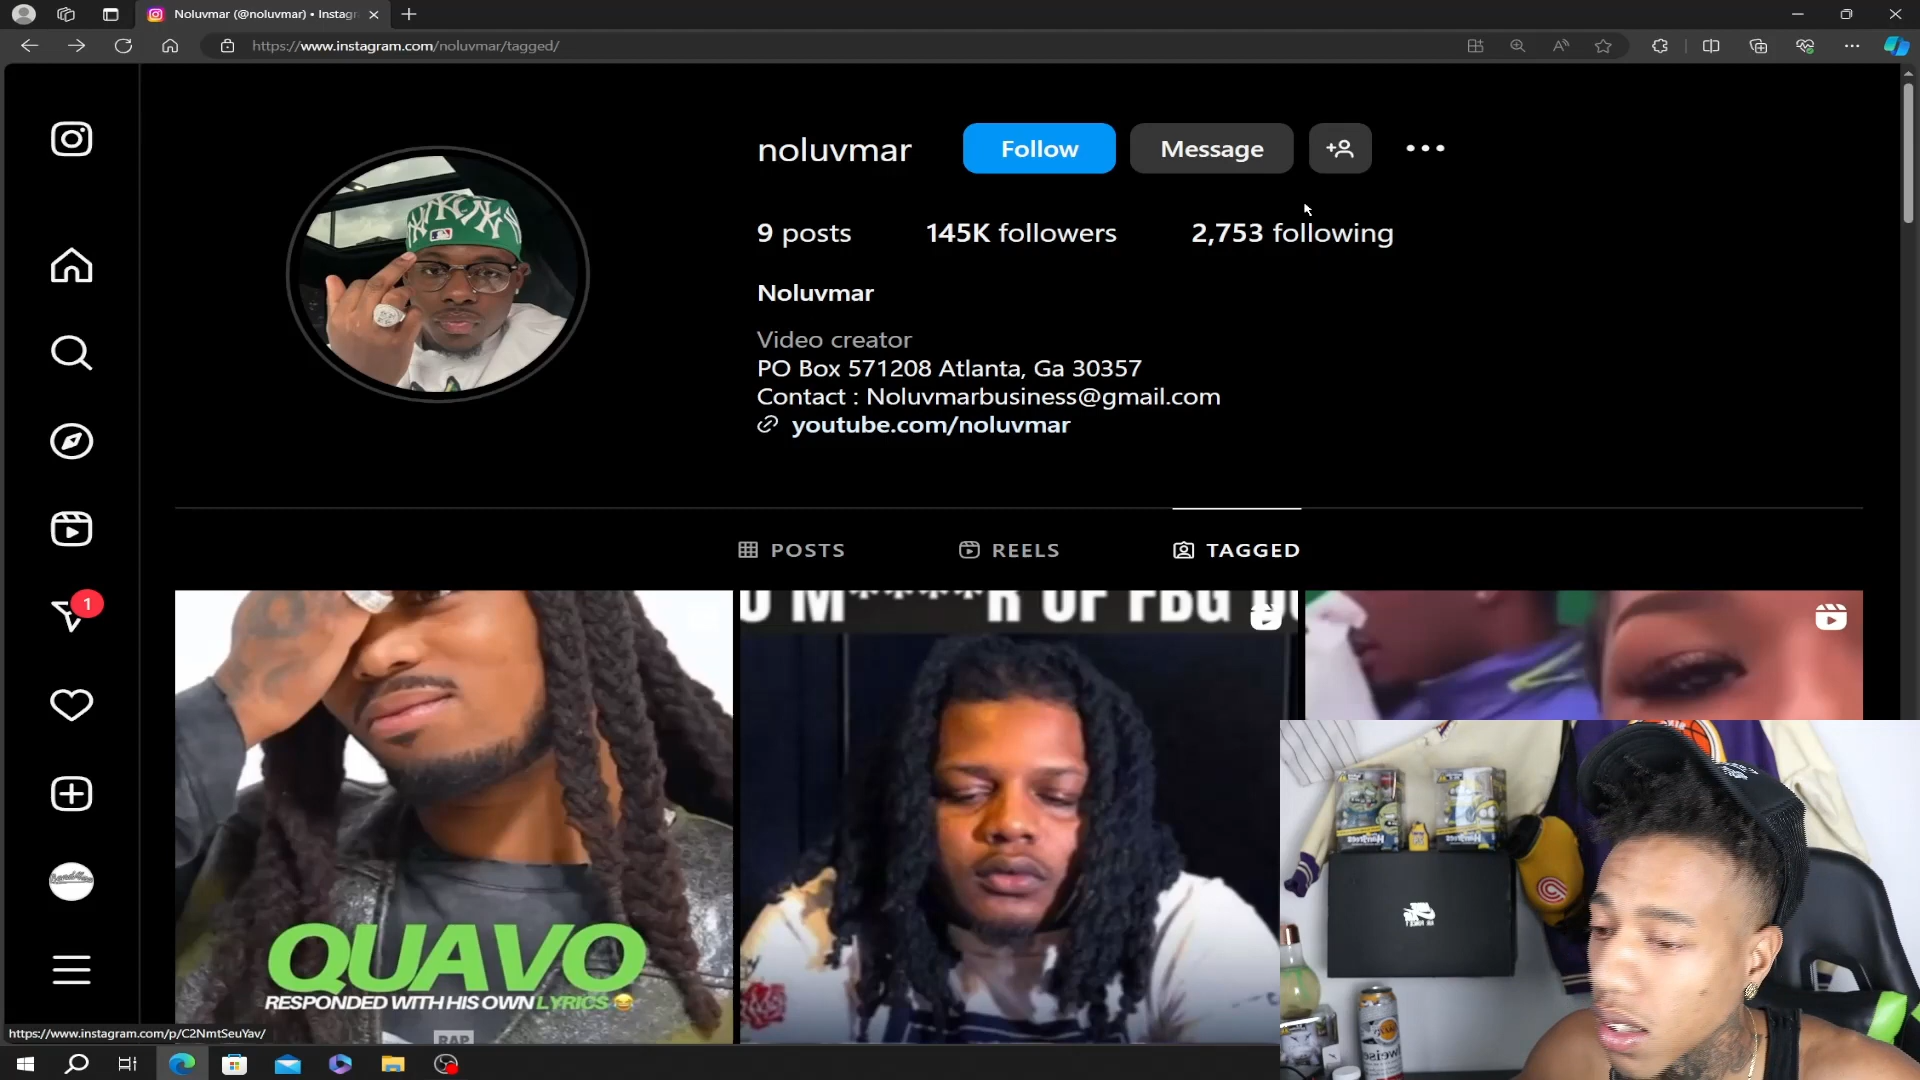 Noluvmar (@noluvmar) • Instagr
https://www.instagram.com/noluvmar/tagged/
noluvmar Follow Message
9 posts 145K followers 2,753 following
Noluvmar
Video creator
PO Box 571208 Atlanta, Ga 30357
Contact : Noluvmarbusiness@gmail.com
youtube.com/noluvmar
POSTS REELS TAGGED
1
OF FBG
QUAVO
RESPONDED WITH HIS OWN LYRICS 😂
RAP
https://www.instagram.com/p/C2NmtSeuYav/